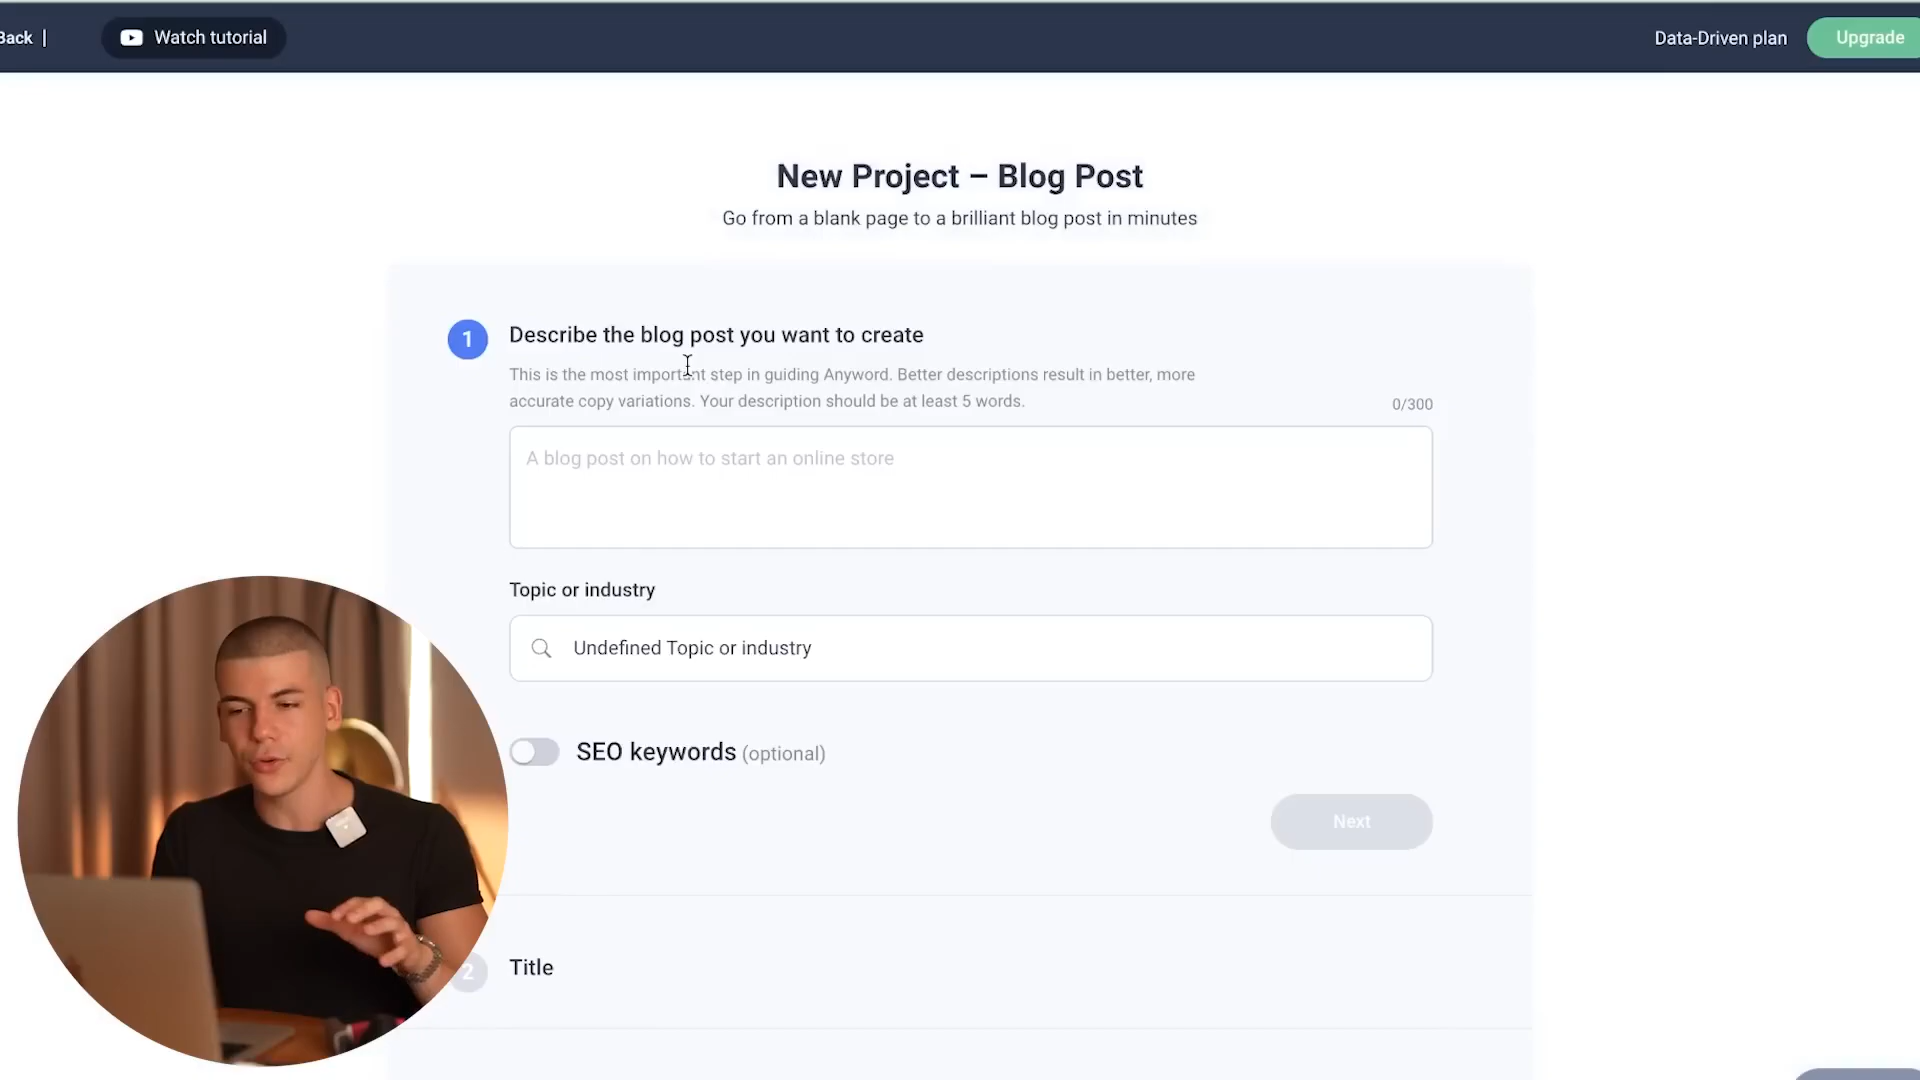 Back |
Watch tutorial
Data-Driven plan
Upgrade
New Project – Blog Post
Go from a blank page to a brilliant blog post in minutes
1
Describe the blog post you want to create
This is the most important step in guiding Anyword. Better descriptions result in better, more
accurate copy variations. Your description should be at least 5 words.
0/300
A blog post on how to start an online store
Topic or industry
Undefined Topic or industry
SEO keywords (optional)
Next
2
Title